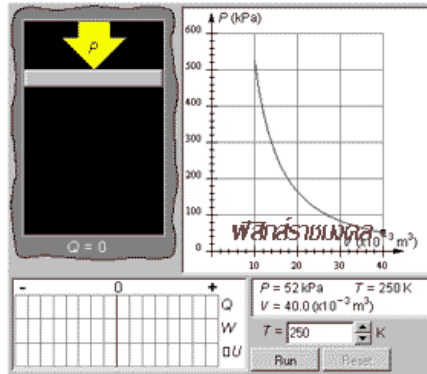 P
Q = 0
P (kPa)
600
500
400
300
200
100
0
10
20
30
40
ฟิสิกส์ราชมงคล
V (x10⁻³ m³)
- 0 +
Q
W
□U
P = 52 kPa T = 250 K
V = 40.0 (x10⁻³ m³)
T = 250 K
Run Reset